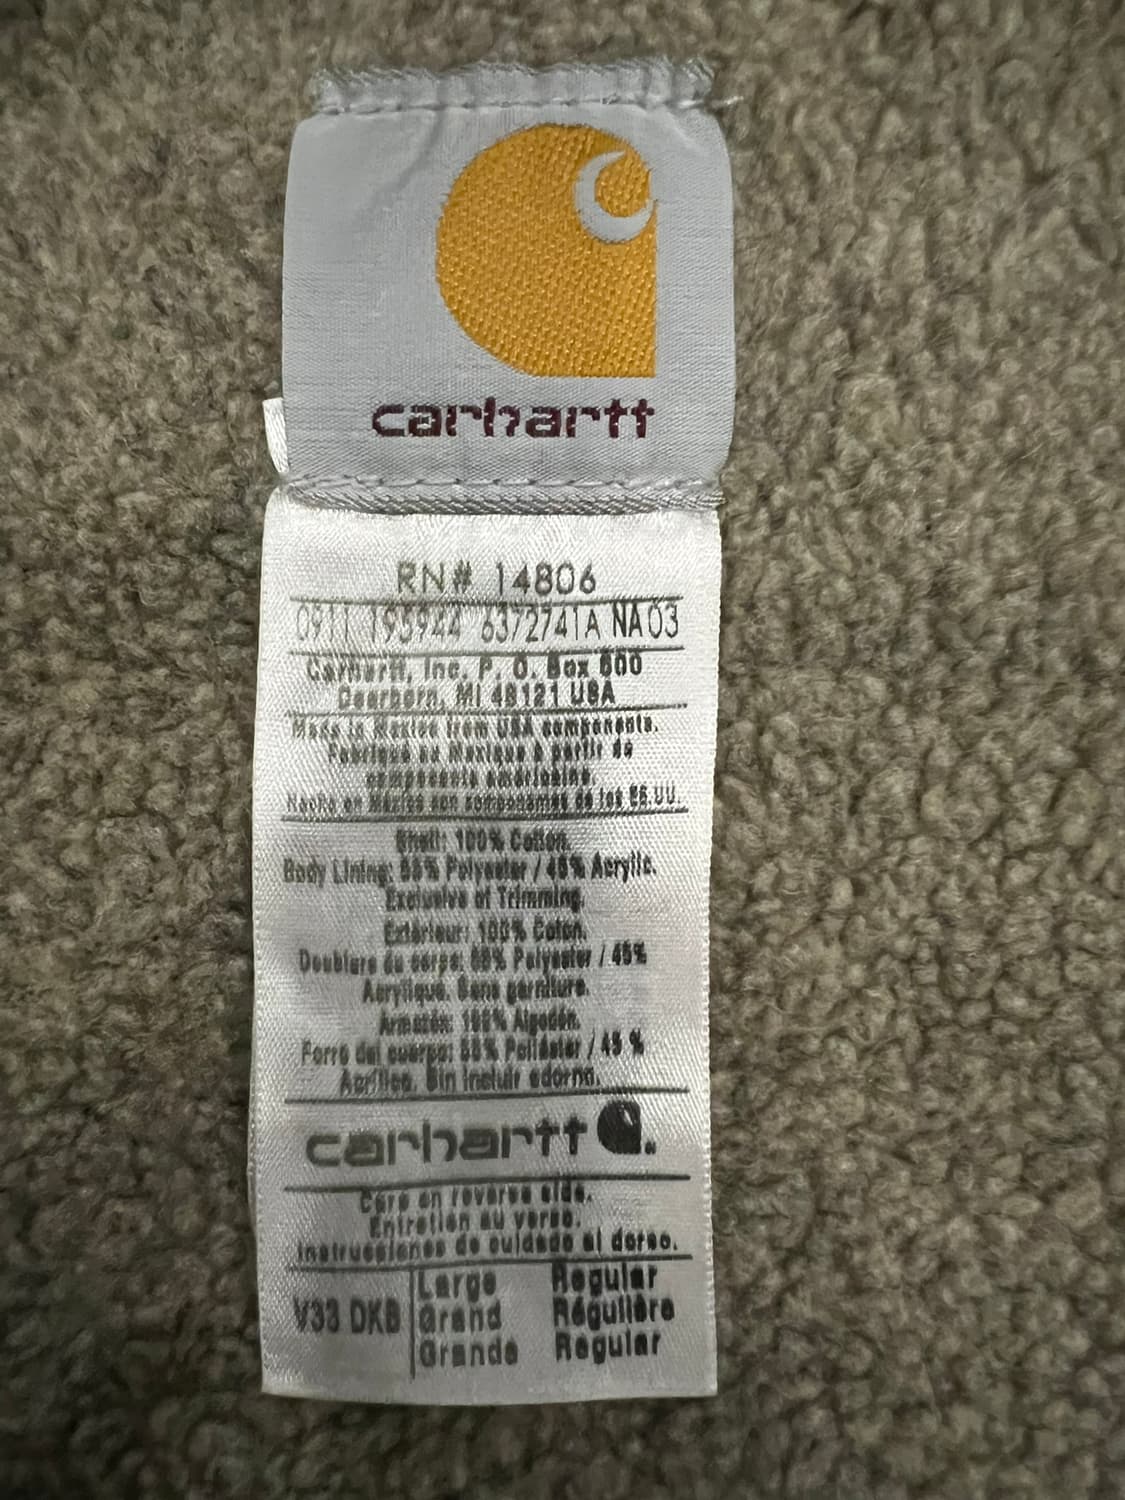 carhartt
RN# 14806
0911 195944 6372741A NA03
Carhartt, Inc. P. O. Box 600
Dearborn, MI 48121 USA
Made in Mexico from USA components.
Fabriqué au Mexique à partir de
composants américains.
Hecho en México con componentes de los EE.UU.
Shell: 100% Cotton.
Body Lining: 55% Polyester / 45% Acrylic.
Exclusive of Trimming.
Extérieur: 100% Coton.
Doublure du corps: 55% Polyester / 45%
Acrylique. Sans garniture.
Armazón: 100% Algodón.
Forro del cuerpo: 55% Poliéster / 45 %
Acrílico. Sin incluir adorno.
carhartt
Care on reverse side.
Entretien au verso.
Instrucciones de cuidado al dorso.
V33 DKB
Large Regular
Grand Régulière
Grande Regular